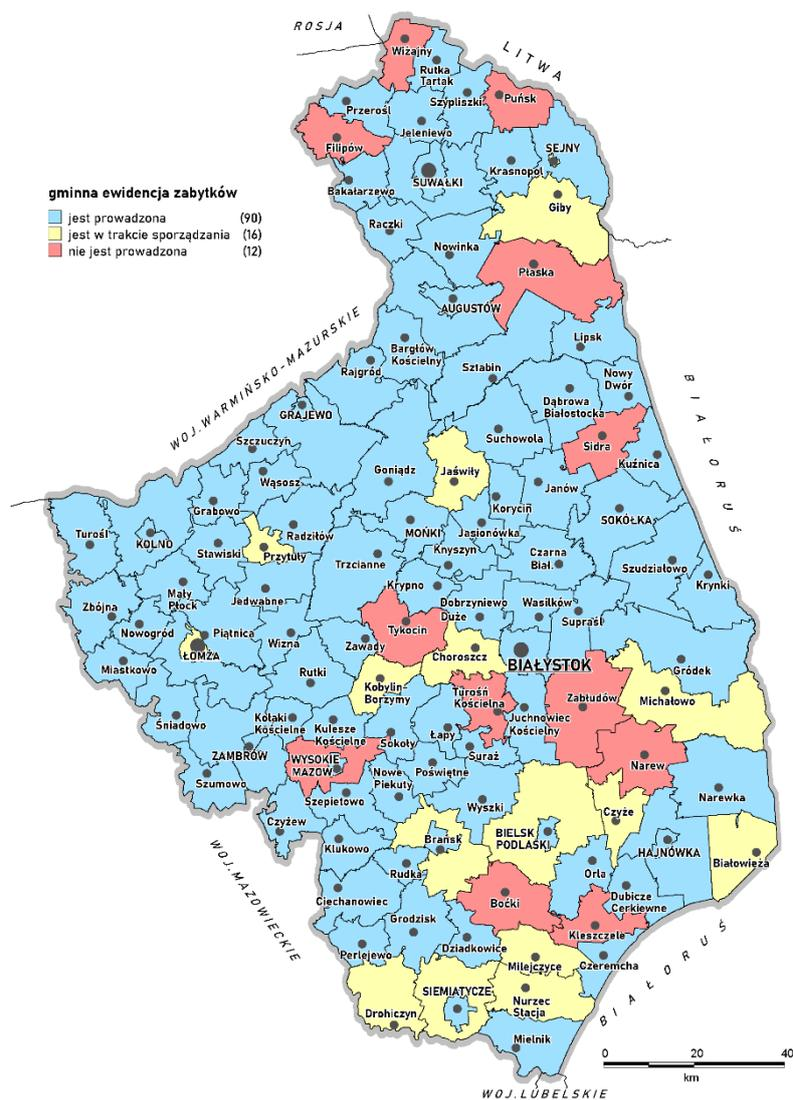 ROSJA
LITWA
Wiżajny
Rutka
Tartak
Szypliszki
Puńsk
Przerośl
Jeleniewo
Filipów
SEJNY
Krasnopol
SUWAŁKI
Bakałarzewo
gminna ewidencja zabytków
jest prowadzona (90)
jest w trakcie sporządzania (16)
nie jest prowadzona (12)
Giby
Raczki
Nowinka
Płaska
AUGUSTÓW
WOJ. WARMIŃSKO-MAZURSKIE
Lipsk
Bargłów
Kościelny
Rajgród
Sztabin
Nowy
Dwór
BIAŁORUŚ
Dąbrowa
Białostocka
GRAJEWO
Suchowola
Sidra
Szczuczyn
Kuźnica
Goniądz
Jaświły
Wąsosz
Janów
Grabowo
Korycin
SOKÓŁKA
Turośl
KOLNO
Radziłów
MOŃKI
Jasionówka
Stawiski
Przytuły
Knyszyn
Czarna
Biał.
Trzcianne
Szudziałowo
Krynki
Krypno
Mały
Płock
Jedwabne
Zbójna
Dobrzyniewo
Duże
Wasilków
Supraśl
Nowogród
Piątnica
Tykocin
Wizna
Zawady
ŁOMŻA
Choroszcz
BIAŁYSTOK
Miastkowo
Gródek
Rutki
Kobylin-
Borzymy
Turośń
Kościelna
Zabłudów
Michałowo
Śniadowo
Kołaki
Kościelne
Kulesze
Kościelne
Juchnowiec
Kościelny
Łapy
Sokoły
ZAMBRÓW
Suraż
WYSOKIE
MAZOW.
Narew
Nowe
Piekuty
Poświętne
Szumowo
Szepietowo
Wyszki
Narewka
Czyże
Czyżew
Brańsk
BIELSK
PODLASKI
Klukowo
HAJNÓWKA
Białowieża
WOJ. MAZOWIECKIE
Rudka
Orla
Ciechanowiec
Boćki
Dubicze
Cerkiewne
Grodzisk
Kleszczele
Perlejewo
Dziadkowice
Milejczyce
Czeremcha
BIAŁORUŚ
SIEMIATYCZE
Drohiczyn
Nurzec
Stacja
Mielnik
0 20 40
km
WOJ. LUBELSKIE